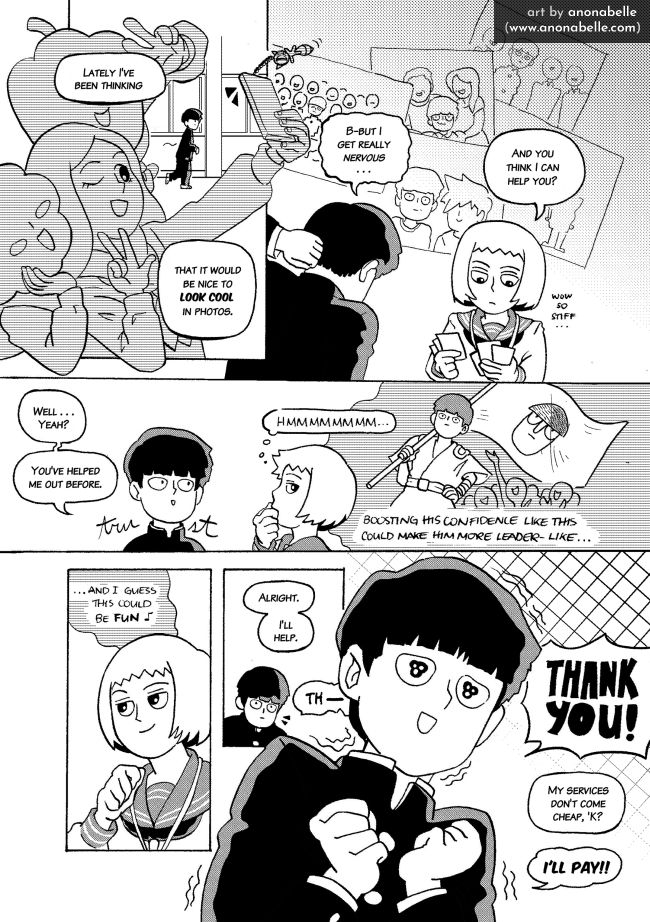 art by anonabelle
(www.anonabelle.com)
LATELY I'VE
BEEN THINKING
THAT IT WOULD
BE NICE TO
LOOK COOL
IN PHOTOS.
B-BUT I
GET REALLY
NERVOUS
...
AND YOU
THINK I CAN
HELP YOU?
WOW
SO
STIFF
...
WELL...
YEAH?
YOU'VE HELPED
ME OUT BEFORE.
tru st
HMMMMMMMM...
BOOSTING HIS CONFIDENCE LIKE THIS
COULD MAKE HIM MORE LEADER-LIKE...
...AND I GUESS
THIS COULD
BE FUN ♪
ALRIGHT.
I'LL
HELP.
TH—
THANK
YOU!
MY SERVICES
DON'T COME
CHEAP, 'K?
I'LL PAY!!